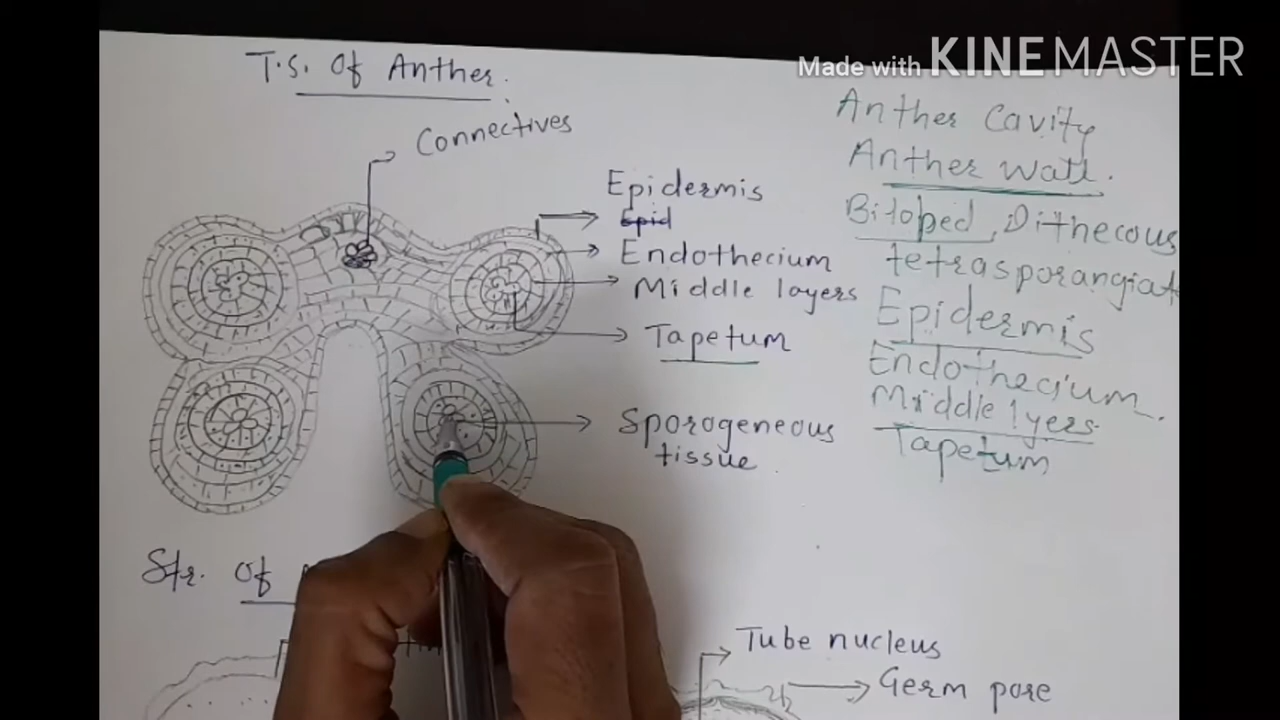 Made with KINEMASTER
T.S. Of Anther.
Connectives
Epidermis
Epid
Endothecium
Middle layers
Tapetum
Sporogeneous
tissue
Anther Cavity
Anther wall.
Biloped, Dithecous
tetrasporangiat
Epidermis
Endothecium.
Middle lyers
Tapetum
Str. Of
Tube nucleus
Germ pore